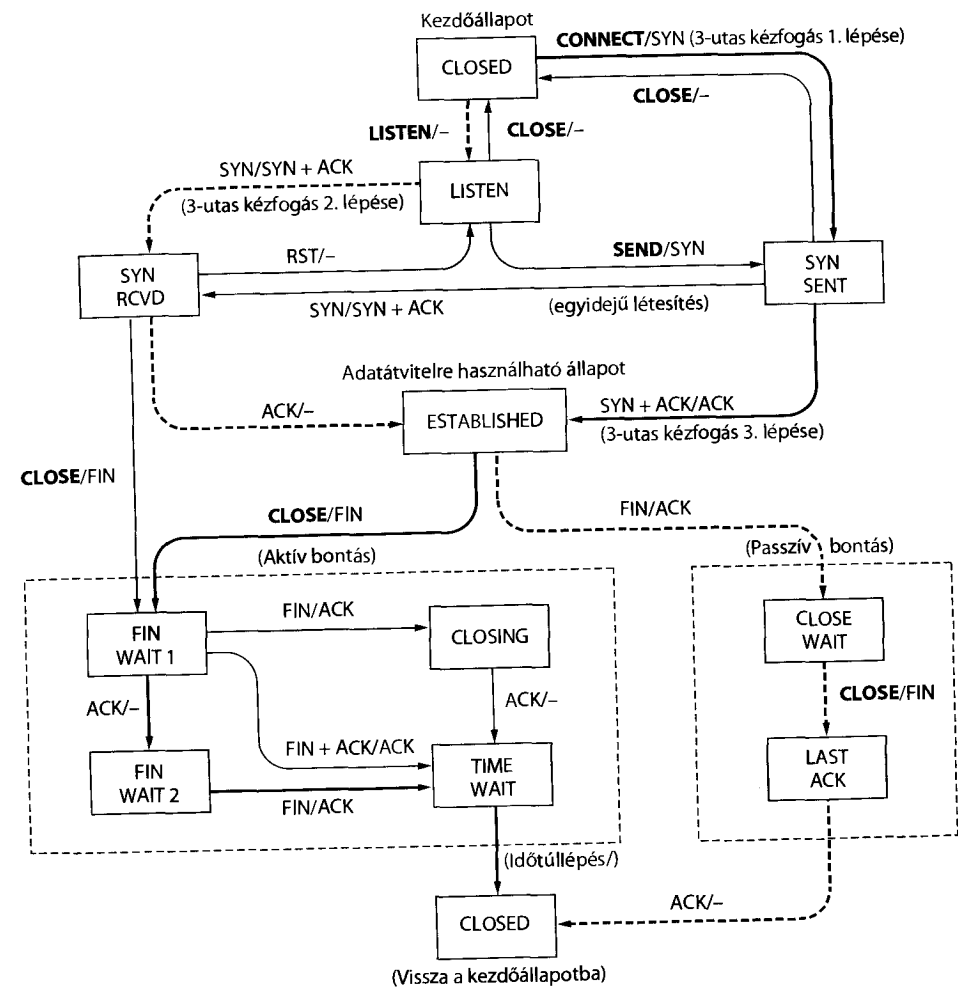 Kezdőállapot
CLOSED
CONNECT/SYN (3-utas kézfogás 1. lépése)
CLOSE/–
LISTEN/–
CLOSE/–
SYN/SYN + ACK
(3-utas kézfogás 2. lépése)
LISTEN
RST/–
SEND/SYN
SYN
RCVD
SYN
SENT
SYN/SYN + ACK
(egyidejű létesítés)
Adatátvitelre használható állapot
ACK/–
ESTABLISHED
SYN + ACK/ACK
(3-utas kézfogás 3. lépése)
CLOSE/FIN
CLOSE/FIN
(Aktív bontás)
FIN/ACK
(Passzív bontás)
FIN
WAIT 1
FIN/ACK
CLOSING
CLOSE
WAIT
ACK/–
ACK/–
CLOSE/FIN
FIN + ACK/ACK
FIN
WAIT 2
FIN/ACK
TIME
WAIT
LAST
ACK
(Időtúllépés/)
CLOSED
ACK/–
(Vissza a kezdőállapotba)